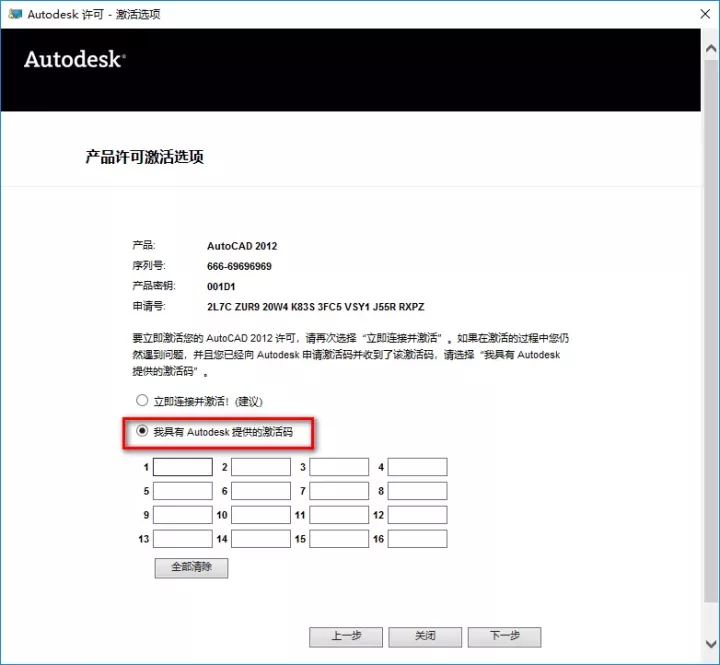 Autodesk 许可 - 激活选项
Autodesk®
产品许可激活选项
产品: AutoCAD 2012
序列号: 666-69696969
产品密钥: 001D1
申请号: 2L7C ZUR9 20W4 K83S 3FC5 VSY1 J55R RXPZ
要立即激活您的 AutoCAD 2012 许可，请再次选择“立即连接并激活”。如果在激活的过程中您仍
然遇到问题，并且您已经向 Autodesk 申请激活码并收到了该激活码，请选择“我具有 Autodesk
提供的激活码”。
立即连接并激活! (建议)
我具有 Autodesk 提供的激活码
1 2 3 4
5 6 7 8
9 10 11 12
13 14 15 16
全部清除
上一步 关闭 下一步